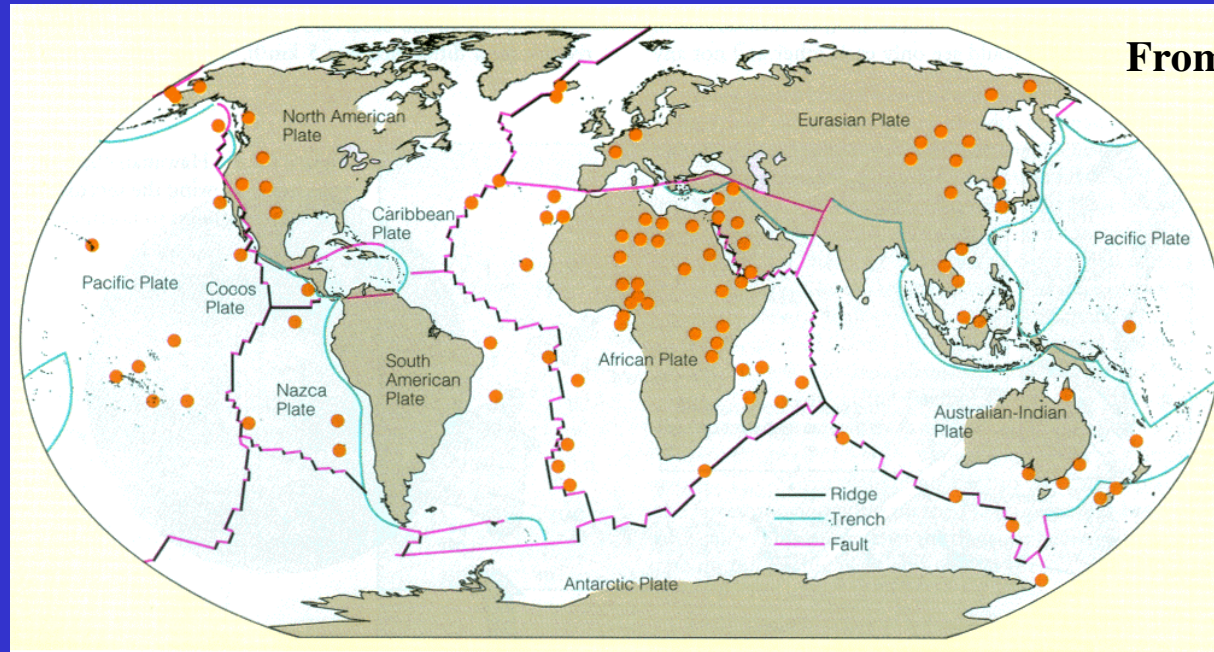 From
North American
Plate
Eurasian Plate
Caribbean
Plate
Pacific Plate
Pacific Plate
Cocos
Plate
African Plate
South
American
Plate
Nazca
Plate
Australian-Indian
Plate
Ridge
Trench
Fault
Antarctic Plate